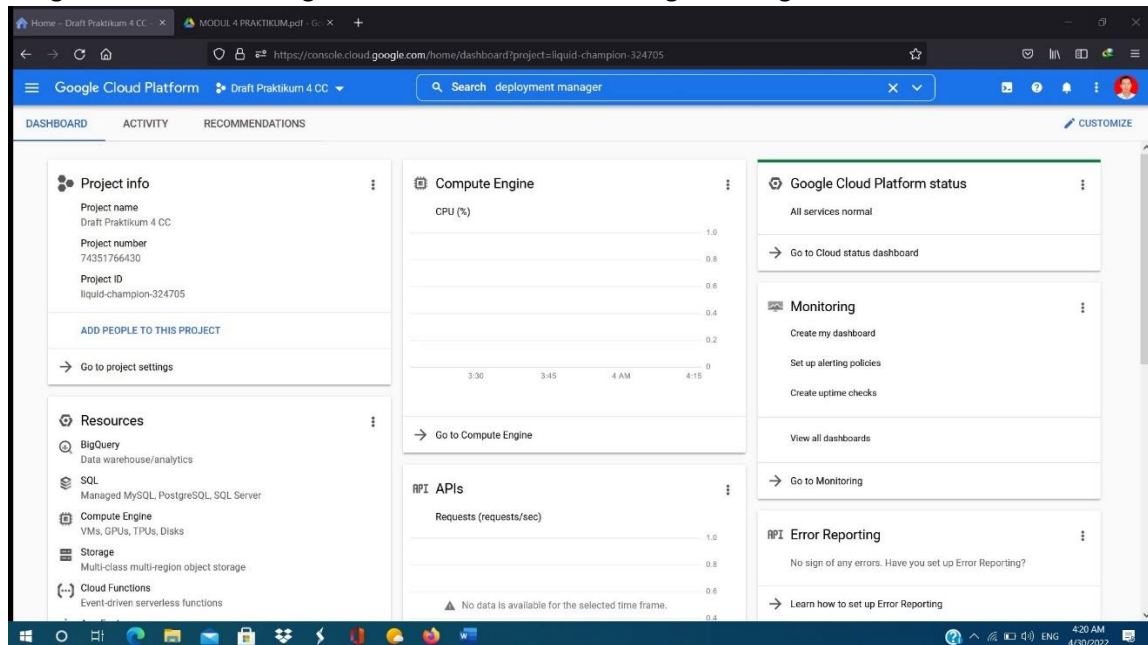 Home – Draft Praktikum 4 CC -
MODUL 4 PRAKTIKUM.pdf - Go
https://console.cloud.google.com/home/dashboard?project=liquid-champion-324705
Google Cloud Platform
Draft Praktikum 4 CC
Search deployment manager
DASHBOARD
ACTIVITY
RECOMMENDATIONS
CUSTOMIZE
Project info
Project name
Draft Praktikum 4 CC
Project number
74351766430
Project ID
liquid-champion-324705
ADD PEOPLE TO THIS PROJECT
Go to project settings
Resources
BigQuery
Data warehouse/analytics
SQL
Managed MySQL, PostgreSQL, SQL Server
Compute Engine
VMs, GPUs, TPUs, Disks
Storage
Multi-class multi-region object storage
Cloud Functions
Event-driven serverless functions
Compute Engine
CPU (%)
1.0
0.8
0.6
0.4
0.2
0
3:30 3:45 4 AM 4:15
Go to Compute Engine
API APIs
Requests (requests/sec)
1.0
0.8
0.6
No data is available for the selected time frame.
0.4
Google Cloud Platform status
All services normal
Go to Cloud status dashboard
Monitoring
Create my dashboard
Set up alerting policies
Create uptime checks
View all dashboards
Go to Monitoring
API Error Reporting
No sign of any errors. Have you set up Error Reporting?
Learn how to set up Error Reporting
ENG
4:20 AM
4/30/2022